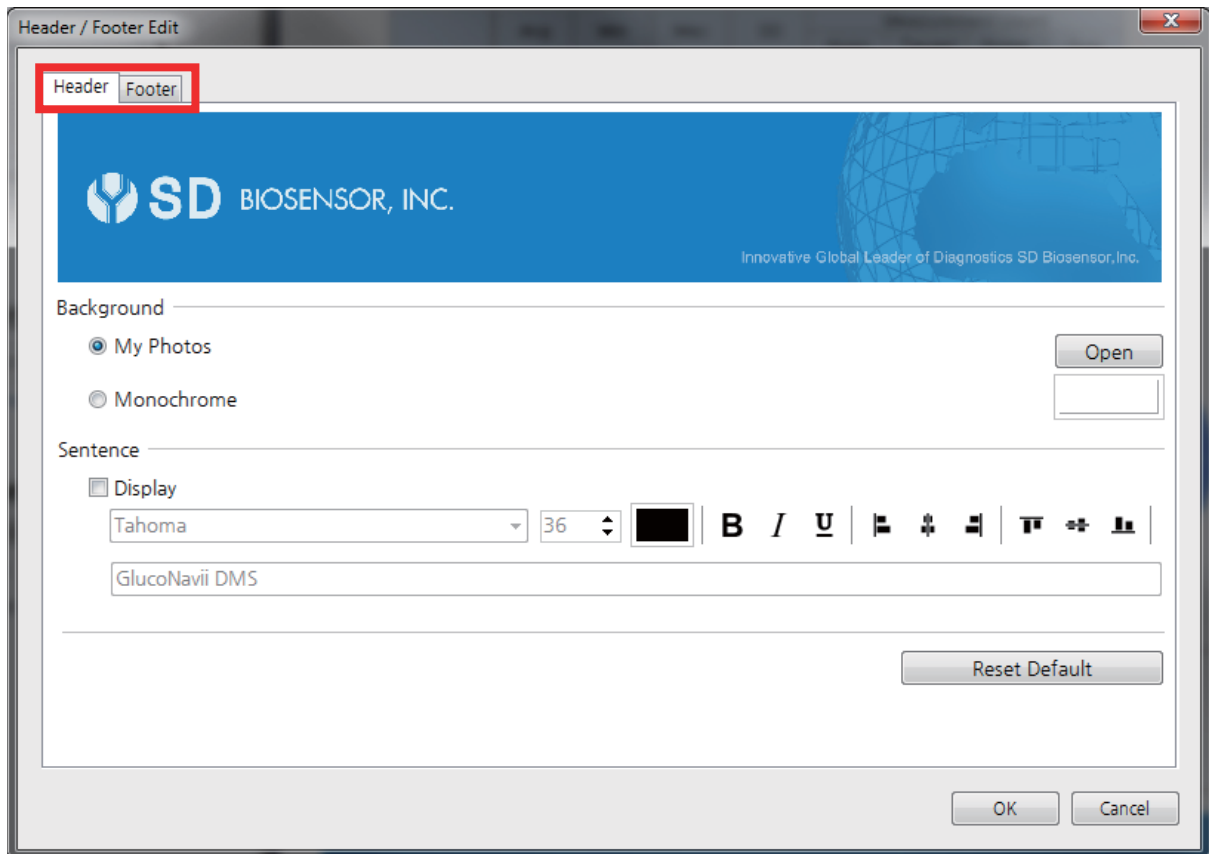 Header / Footer Edit
Header Footer
SD BIOSENSOR, INC.
Innovative Global Leader of Diagnostics SD Biosensor,Inc.
Background
My Photos
Open
Monochrome
Sentence
Display
Tahoma 36 B I U
GlucoNavii DMS
Reset Default
OK Cancel